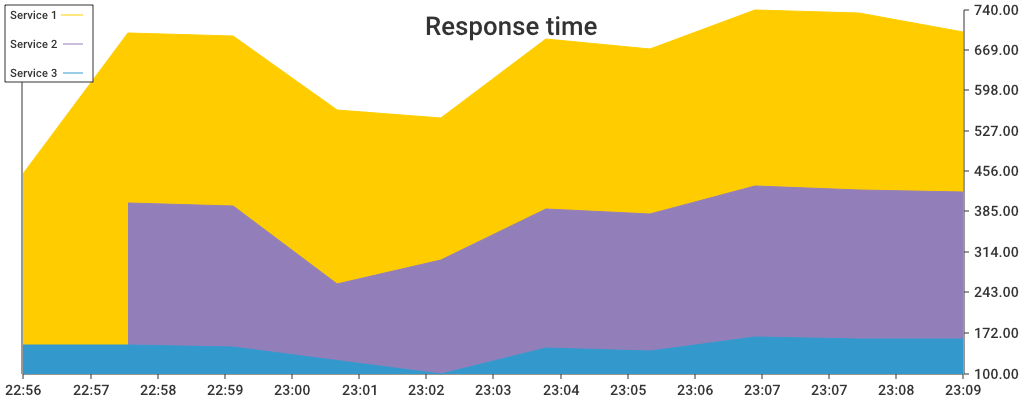 Response time
Service 1
Service 2
Service 3
740.00
669.00
598.00
527.00
456.00
385.00
314.00
243.00
172.00
100.00
22:56 22:57 22:58 22:59 23:00 23:01 23:02 23:03 23:04 23:05 23:06 23:07 23:07 23:08 23:09